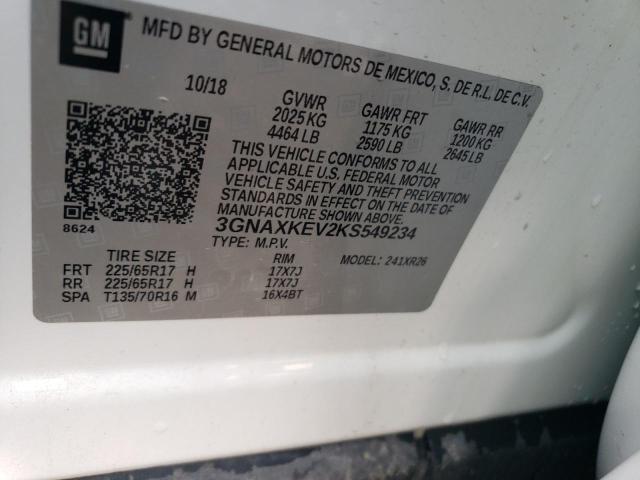 GM
MFD BY GENERAL MOTORS DE MEXICO, S. DE R.L. DE C.V.
10/18
GVWR GAWR FRT GAWR RR
2025 KG 1175 KG 1200 KG
4464 LB 2590 LB 2645 LB
THIS VEHICLE CONFORMS TO ALL
APPLICABLE U.S. FEDERAL MOTOR
VEHICLE SAFETY AND THEFT PREVENTION
STANDARDS IN EFFECT ON THE DATE OF
MANUFACTURE SHOWN ABOVE.
8624
3GNAXKEV2KS549234
TYPE: M.P.V. MODEL: 241XR26
TIRE SIZE RIM
FRT 225/65R17 H 17X7J
RR 225/65R17 H 17X7J
SPA T135/70R16 M 16X4BT